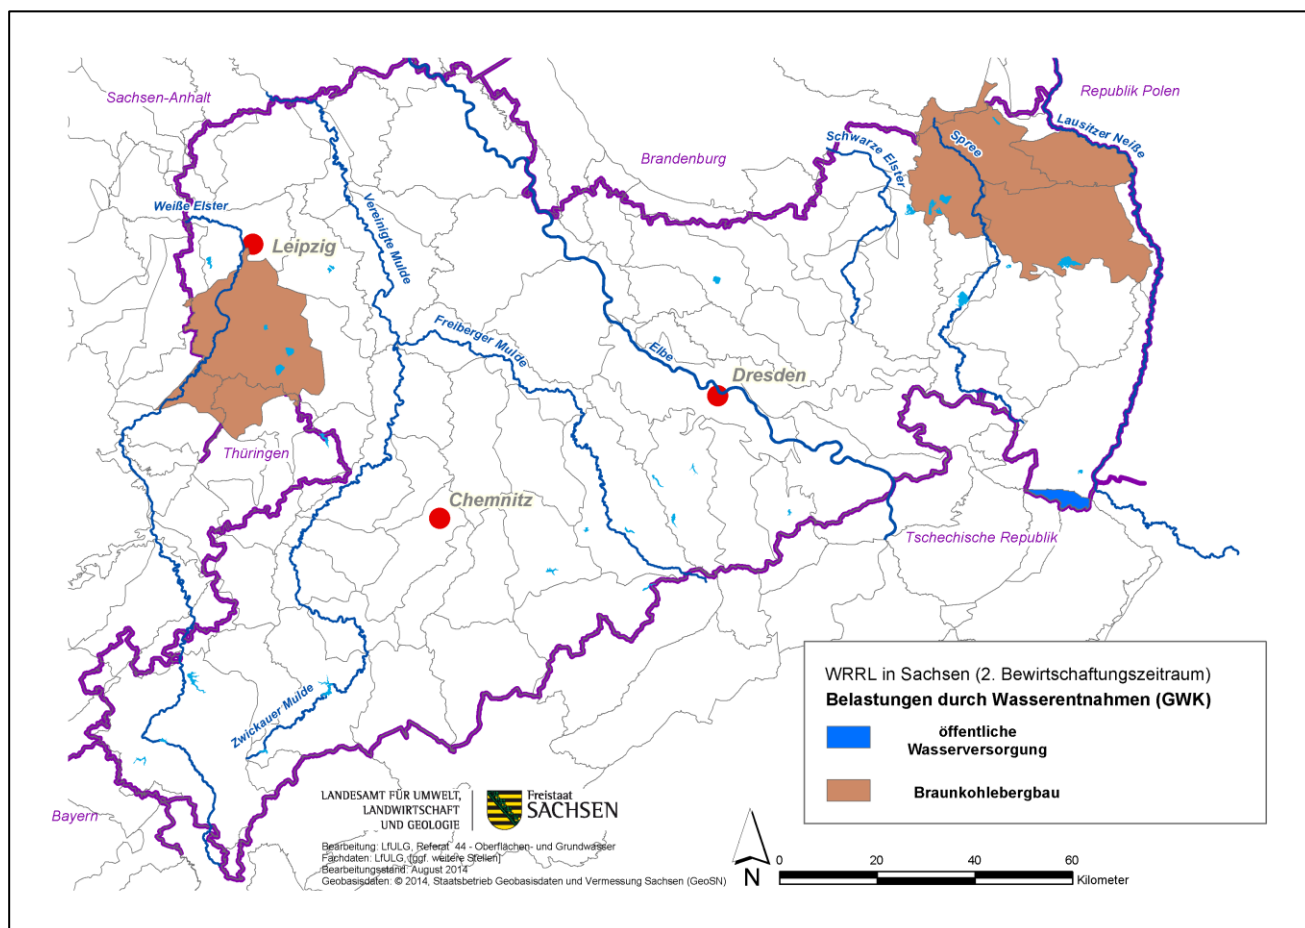 Sachsen-Anhalt
Republik Polen
Lausitzer Neiße
Brandenburg
Schwarze Elster
Spree
Weiße Elster
Vereinigte Mulde
Leipzig
Freiberger Mulde
Elbe
Dresden
Thüringen
Chemnitz
Tschechische Republik
Zwickauer Mulde
Bayern
WRRL in Sachsen (2. Bewirtschaftungszeitraum)
Belastungen durch Wasserentnahmen (GWK)
öffentliche
Wasserversorgung
Braunkohlebergbau
LANDESAMT FÜR UMWELT,
LANDWIRTSCHAFT
UND GEOLOGIE
Freistaat
SACHSEN
Bearbeitung: LfULG, Referat 44 - Oberflächen- und Grundwasser
Fachdaten: LfULG, [ggf. weitere Stellen]
Bearbeitungsstand: August 2014
Geobasisdaten: © 2014, Staatsbetrieb Geobasisdaten und Vermessung Sachsen (GeoSN)
N
0 20 40 60
Kilometer